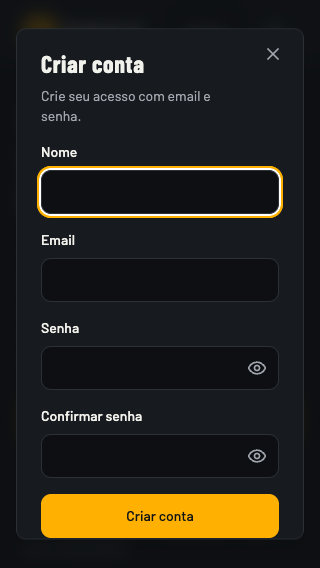 Criar conta
Crie seu acesso com email e
senha.
Nome
Email
Senha
Confirmar senha
Criar conta